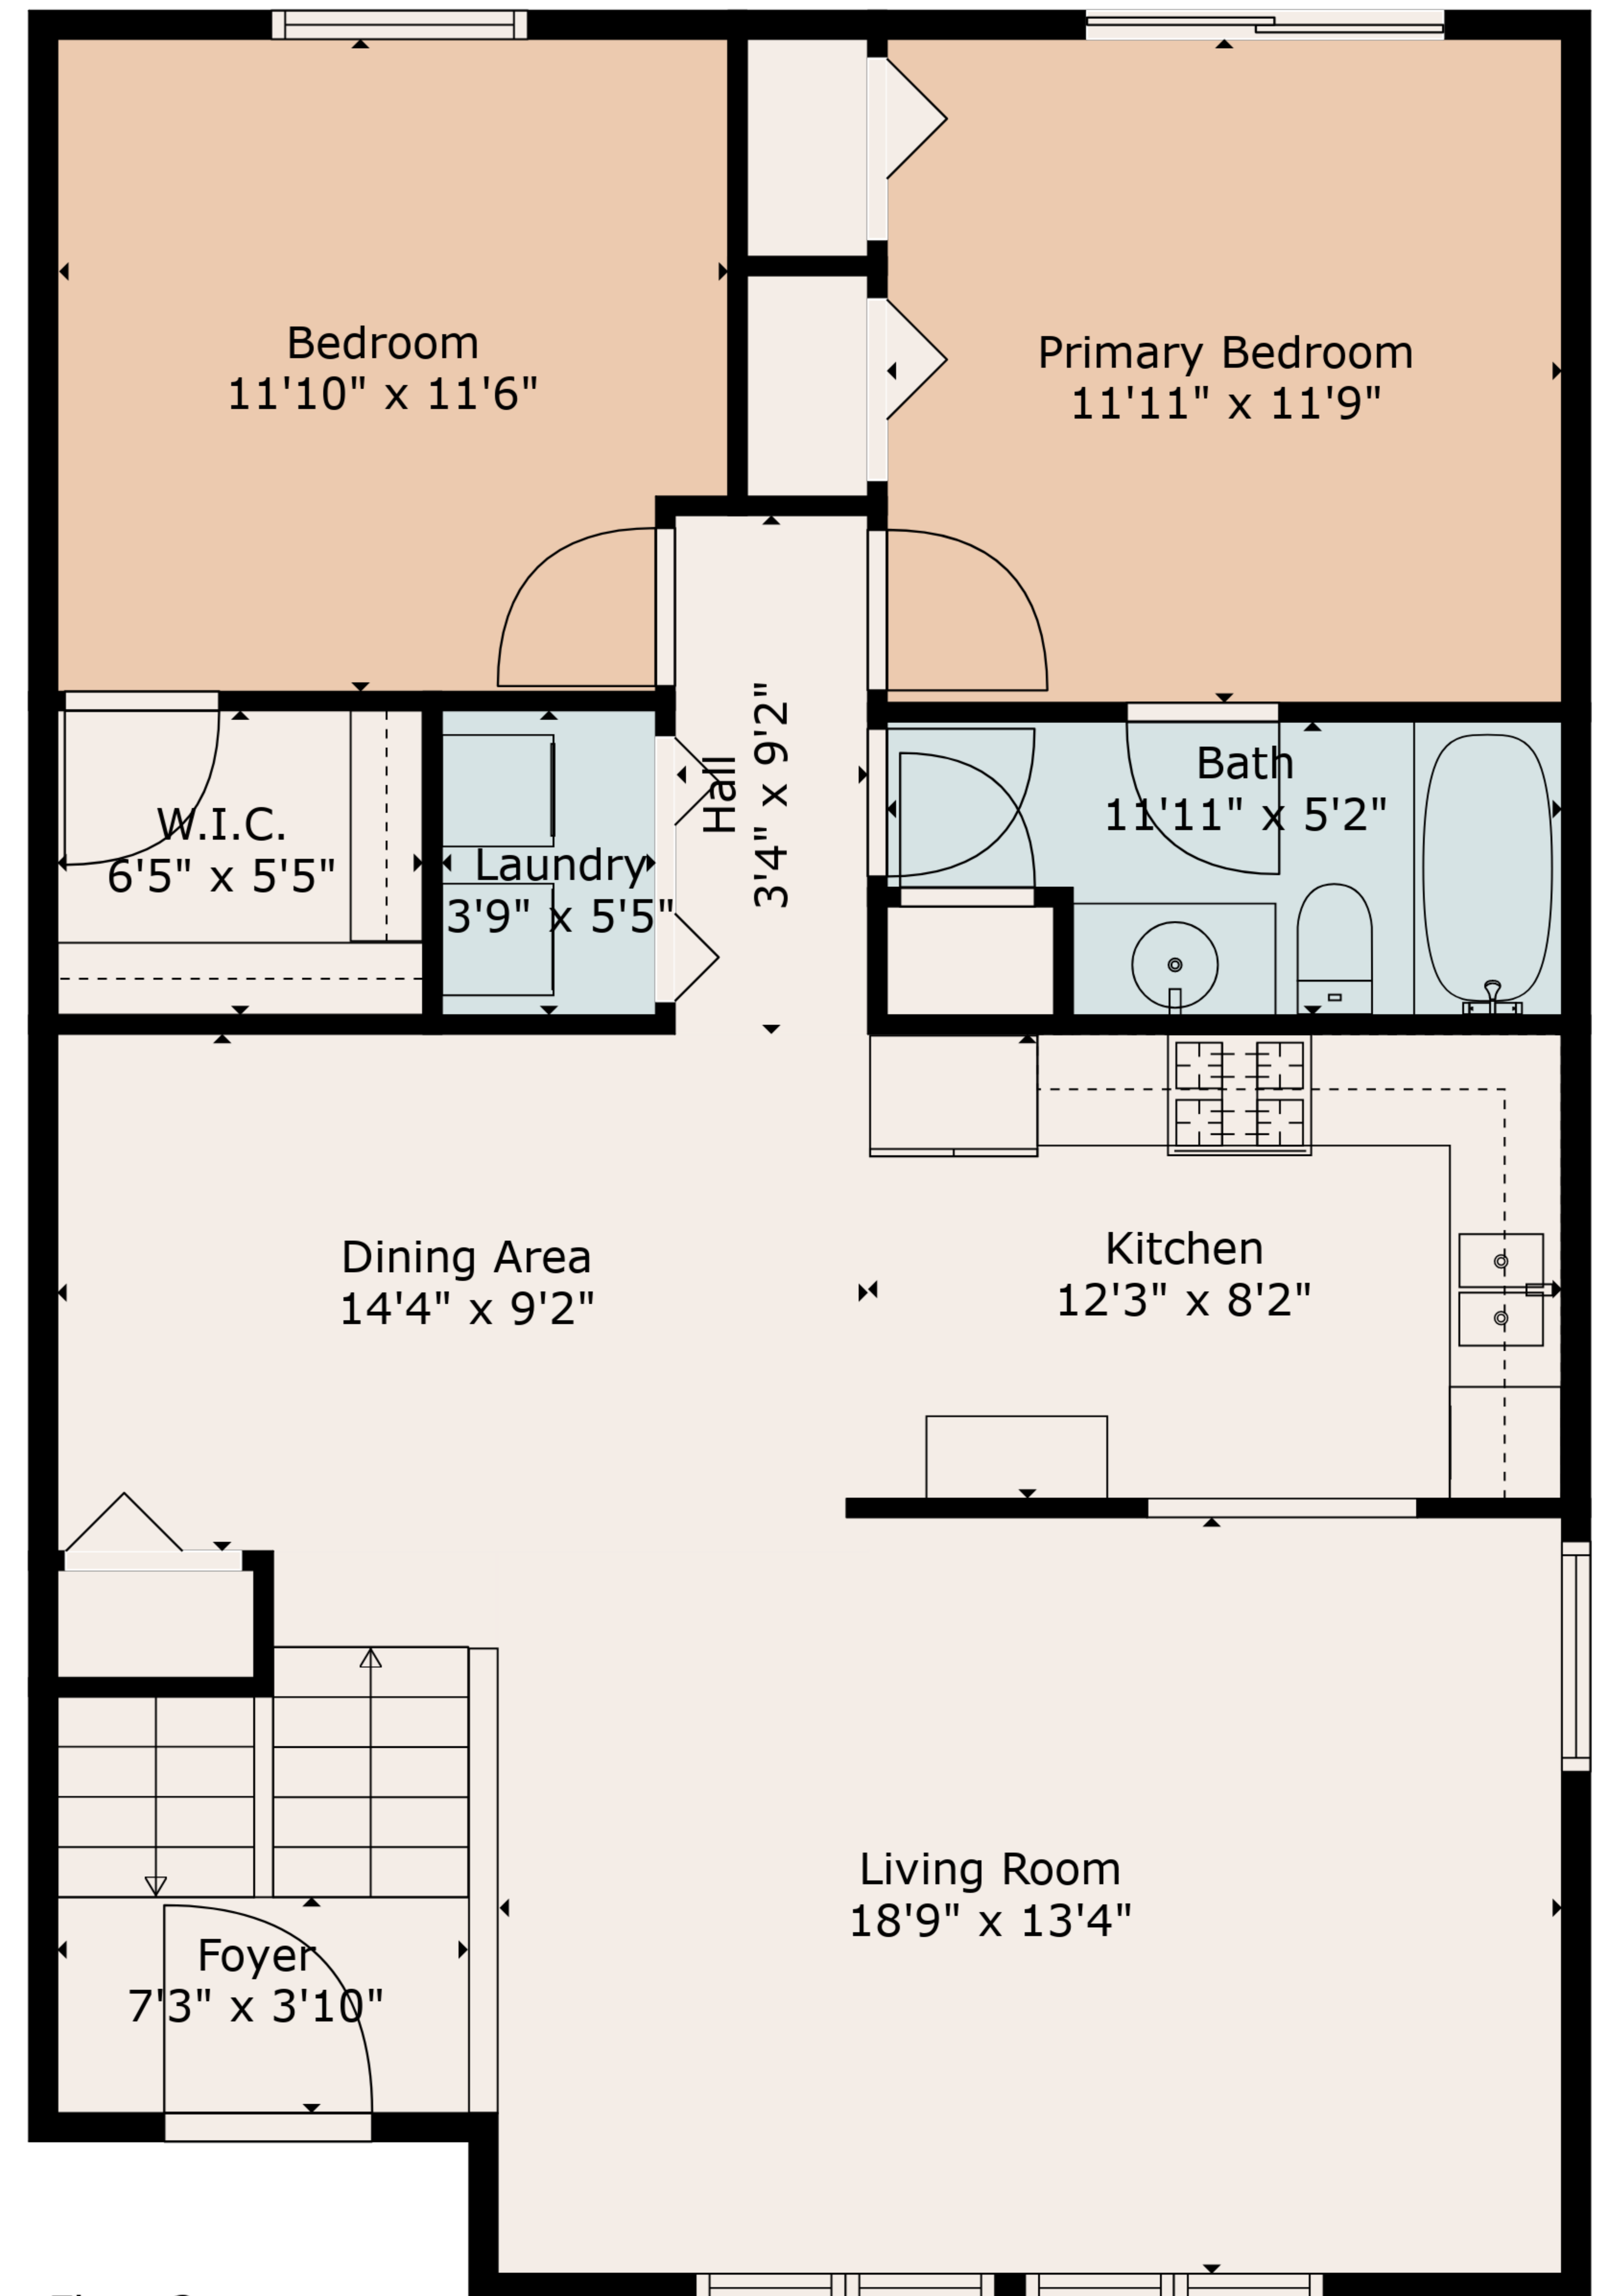 Bedroom
11'10" x 11'6"
Primary Bedroom
11'11" x 11'9"
W.I.C.
6'5" x 5'5"
Laundry
3'9" x 5'5"
Hall
3'4" x 9'2"
Bath
11'11" x 5'2"
Dining Area
14'4" x 9'2"
Kitchen
12'3" x 8'2"
Living Room
18'9" x 13'4"
Foyer
7'3" x 3'10"